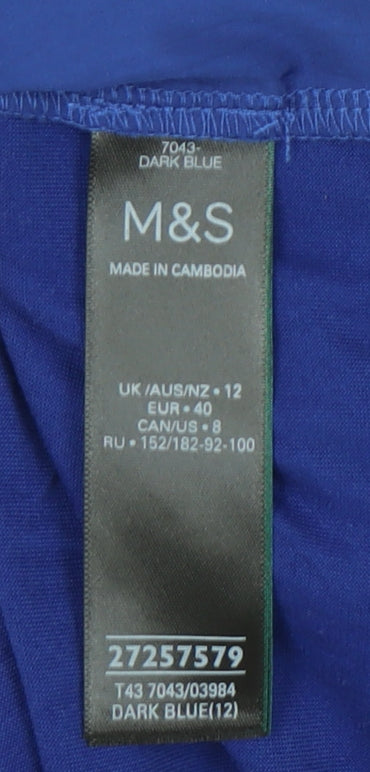 7043-
DARK BLUE
M&S
MADE IN CAMBODIA
UK /AUS/NZ • 12
EUR • 40
CAN/US • 8
RU • 152/182-92-100
27257579
T43 7043/03984
DARK BLUE(12)